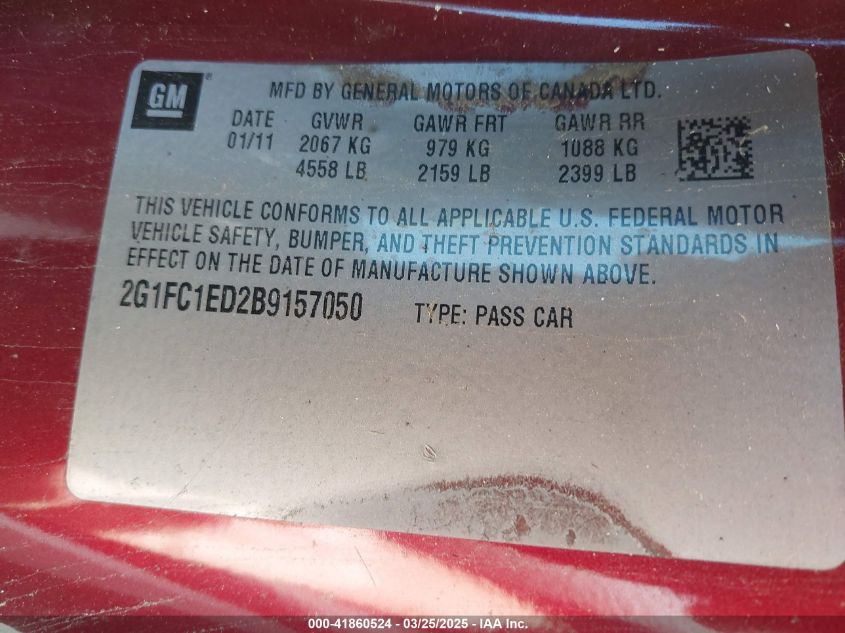 GM
MFD BY GENERAL MOTORS OF CANADA LTD.
DATE GVWR GAWR FRT GAWR RR
01/11 2067 KG 979 KG 1088 KG
4558 LB 2159 LB 2399 LB
THIS VEHICLE CONFORMS TO ALL APPLICABLE U.S. FEDERAL MOTOR
VEHICLE SAFETY, BUMPER, AND THEFT PREVENTION STANDARDS IN
EFFECT ON THE DATE OF MANUFACTURE SHOWN ABOVE.
2G1FC1ED2B9157050 TYPE: PASS CAR
000-41860524 - 03/25/2025 - IAA Inc.